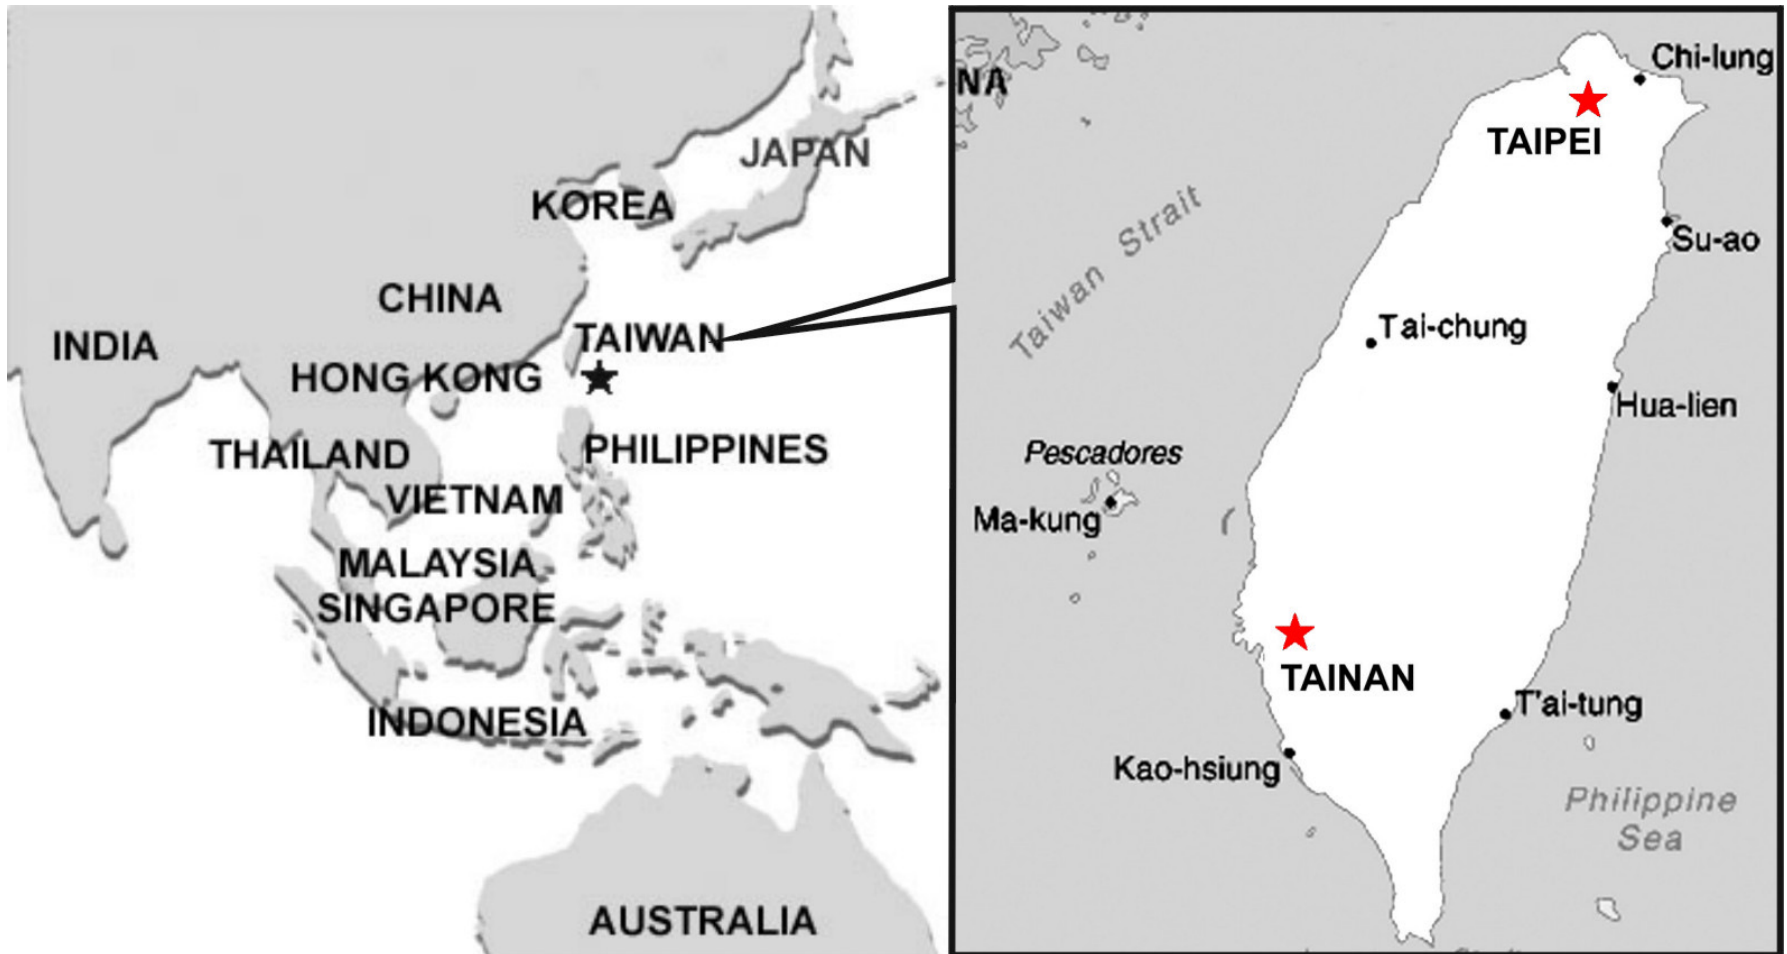 JAPAN
KOREA
CHINA
TAIWAN
INDIA
HONG KONG
THAILAND
PHILIPPINES
VIETNAM
MALAYSIA
SINGAPORE
INDONESIA
AUSTRALIA
NA
Chi-lung
TAIPEI
Taiwan Strait
Su-ao
Tai-chung
Hua-lien
Pescadores
Ma-kung
TAINAN
T'ai-tung
Kao-hsiung
Philippine
Sea